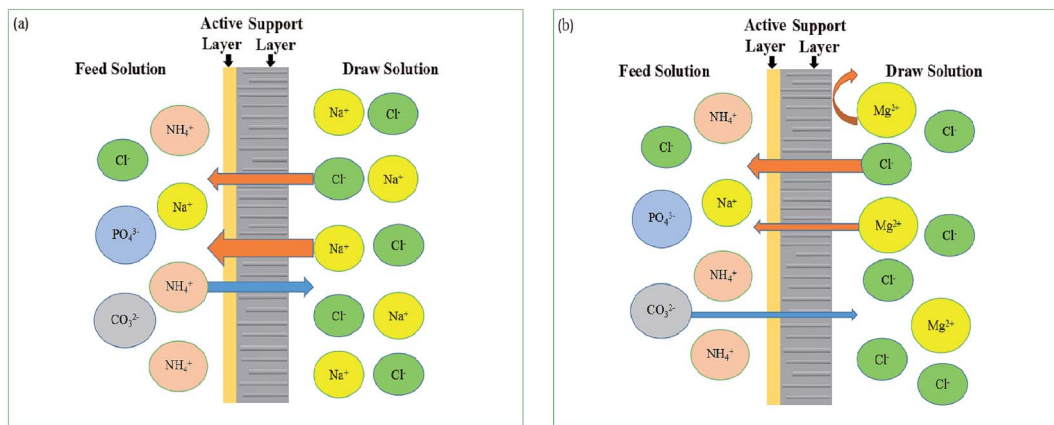 (a)
Active Support
Layer Layer
Feed Solution
Draw Solution
Na⁺
Cl⁻
NH₄⁺
Cl⁻
Cl⁻
Na⁺
Na⁺
PO₄³⁻
Na⁺
Cl⁻
NH₄⁺
CO₃²⁻
Cl⁻
Na⁺
NH₄⁺
Na⁺
Cl⁻
(b)
Active Support
Layer Layer
Feed Solution
Draw Solution
Mg²⁺
NH₄⁺
Cl⁻
Cl⁻
Cl⁻
Na⁺
PO₄³⁻
Mg²⁺
Cl⁻
NH₄⁺
Cl⁻
CO₃²⁻
Mg²⁺
NH₄⁺
Cl⁻
Cl⁻